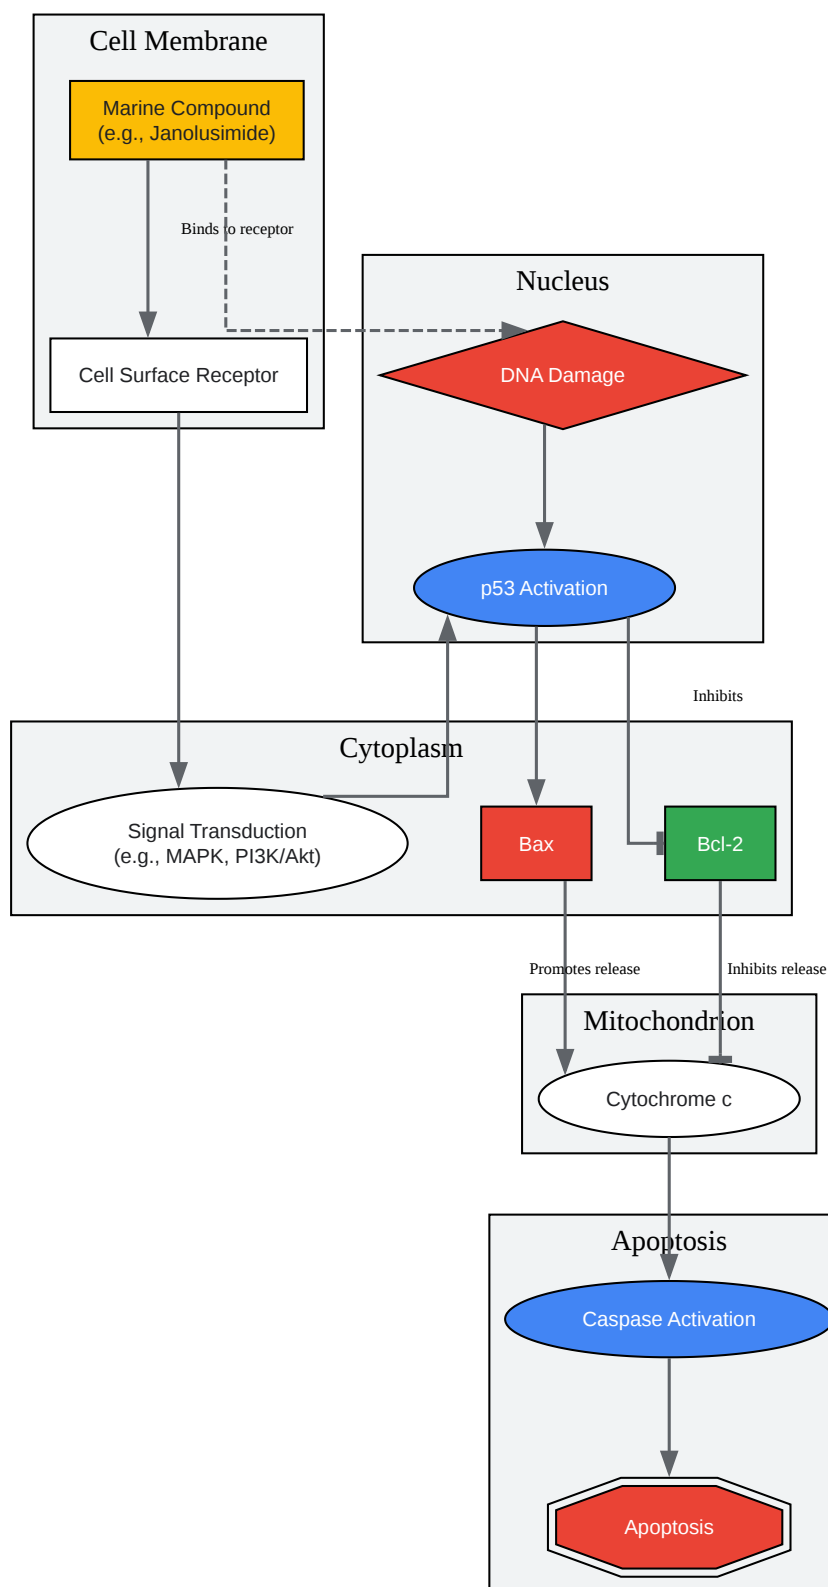 Cell Membrane
Marine Compound
(e.g., Janolusimide)
Binds to receptor
Nucleus
Cell Surface Receptor
DNA Damage
p53 Activation
Inhibits
Cytoplasm
Signal Transduction
(e.g., MAPK, PI3K/Akt)
Bax
Bcl-2
Promotes release
Inhibits release
Mitochondrion
Cytochrome c
Apoptosis
Caspase Activation
Apoptosis